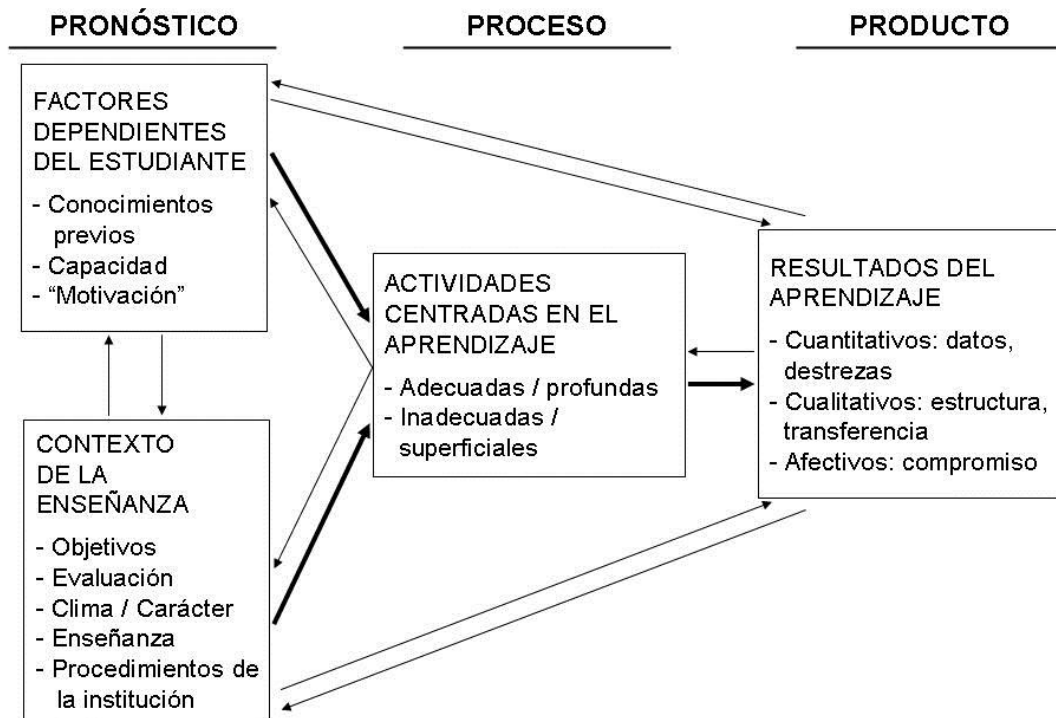 PRONÓSTICO
PROCESO
PRODUCTO
FACTORES
DEPENDIENTES
DEL ESTUDIANTE
- Conocimientos
previos
- Capacidad
- “Motivación”
CONTEXTO
DE LA
ENSEÑANZA
- Objetivos
- Evaluación
- Clima / Carácter
- Enseñanza
- Procedimientos de
la institución
ACTIVIDADES
CENTRADAS EN EL
APRENDIZAJE
- Adecuadas / profundas
- Inadecuadas /
superficiales
RESULTADOS DEL
APRENDIZAJE
- Cuantitativos: datos,
destrezas
- Cualitativos: estructura,
transferencia
- Afectivos: compromiso